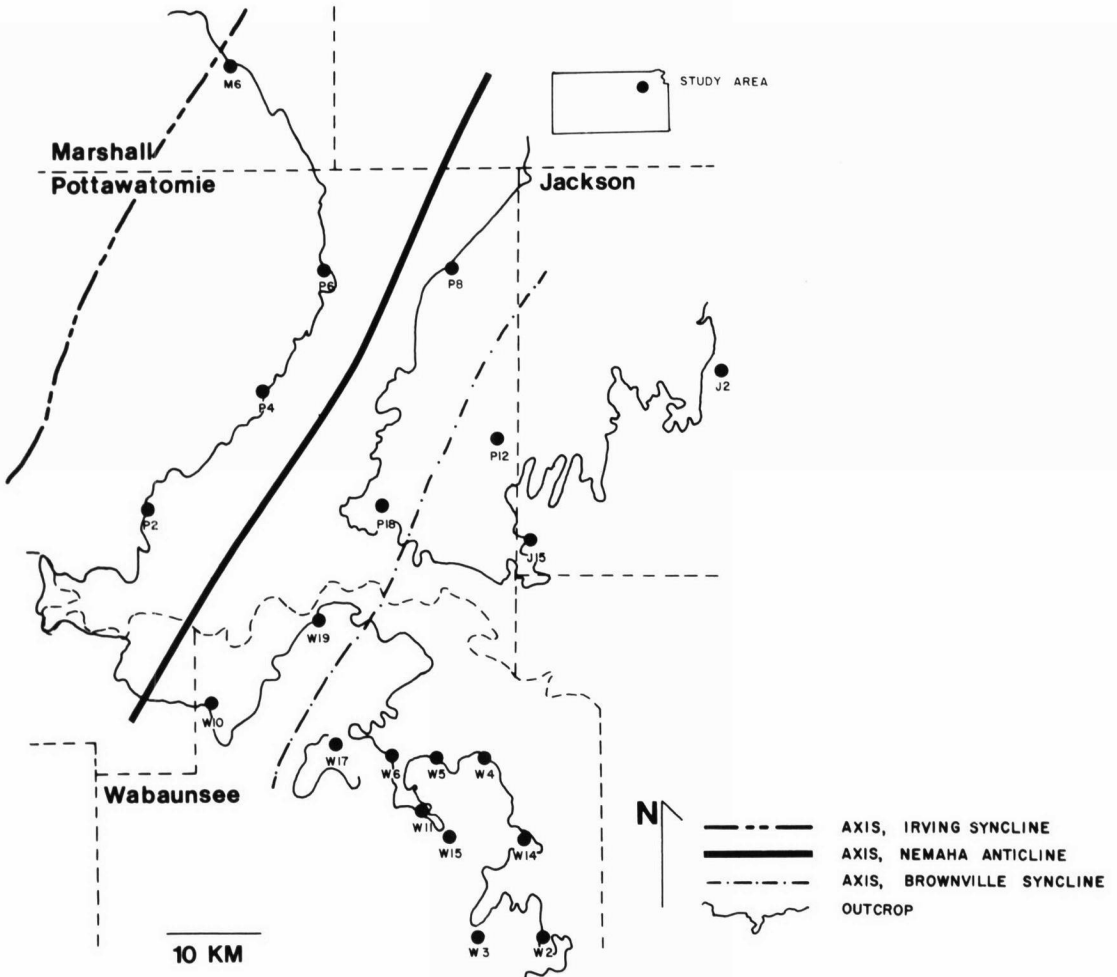 M6
STUDY AREA
Marshall
Pottawatomie
Jackson
P6
P8
J2
P4
P12
P2
P18
J15
W19
W10
W17
W6
W5
W4
Wabaunsee
W11
W15
W14
N
AXIS, IRVING SYNCLINE
AXIS, NEMAHA ANTICLINE
AXIS, BROWNVILLE SYNCLINE
OUTCROP
W3
W2
10 KM